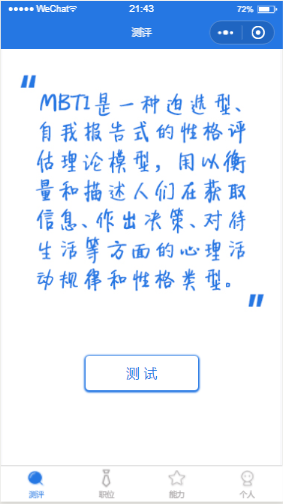 WeChat
21:43
72%
测评
"
MBTI是一种迫选型、
自我报告式的性格评
估理论模型，用以衡
量和描述人们在获取
信息、作出决策、对待
生活等方面的心理活
动规律和性格类型。
"
测试
测评
职位
能力
个人